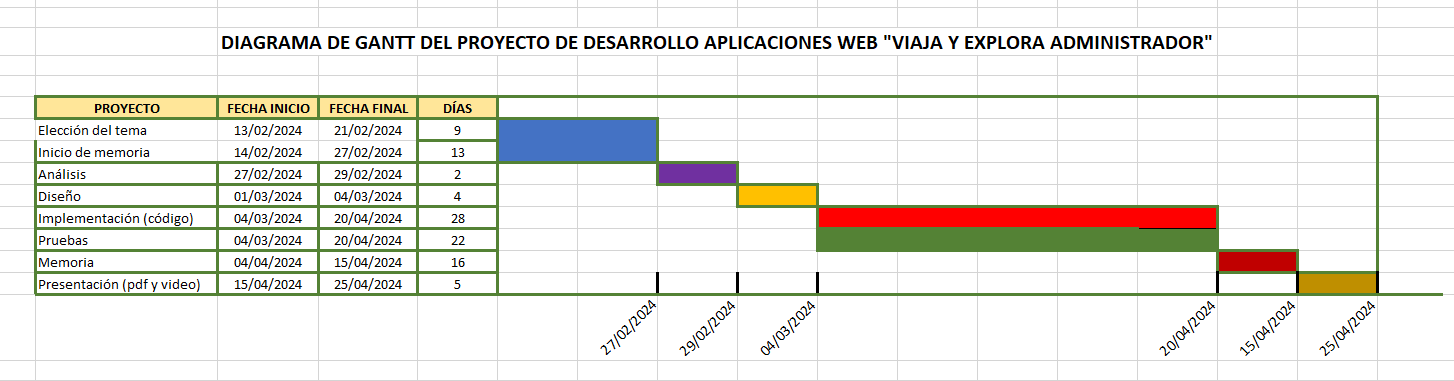 DIAGRAMA DE GANTT DEL PROYECTO DE DESARROLLO APLICACIONES WEB "VIAJA Y EXPLORA ADMINISTRADOR"
PROYECTO FECHA INICIO FECHA FINAL DÍAS
Elección del tema 13/02/2024 21/02/2024 9
Inicio de memoria 14/02/2024 27/02/2024 13
Análisis 27/02/2024 29/02/2024 2
Diseño 01/03/2024 04/03/2024 4
Implementación (código) 04/03/2024 20/04/2024 28
Pruebas 04/03/2024 20/04/2024 22
Memoria 04/04/2024 15/04/2024 16
Presentación (pdf y video) 15/04/2024 25/04/2024 5
27/02/2024 29/02/2024 04/03/2024 20/04/2024 15/04/2024 25/04/2024